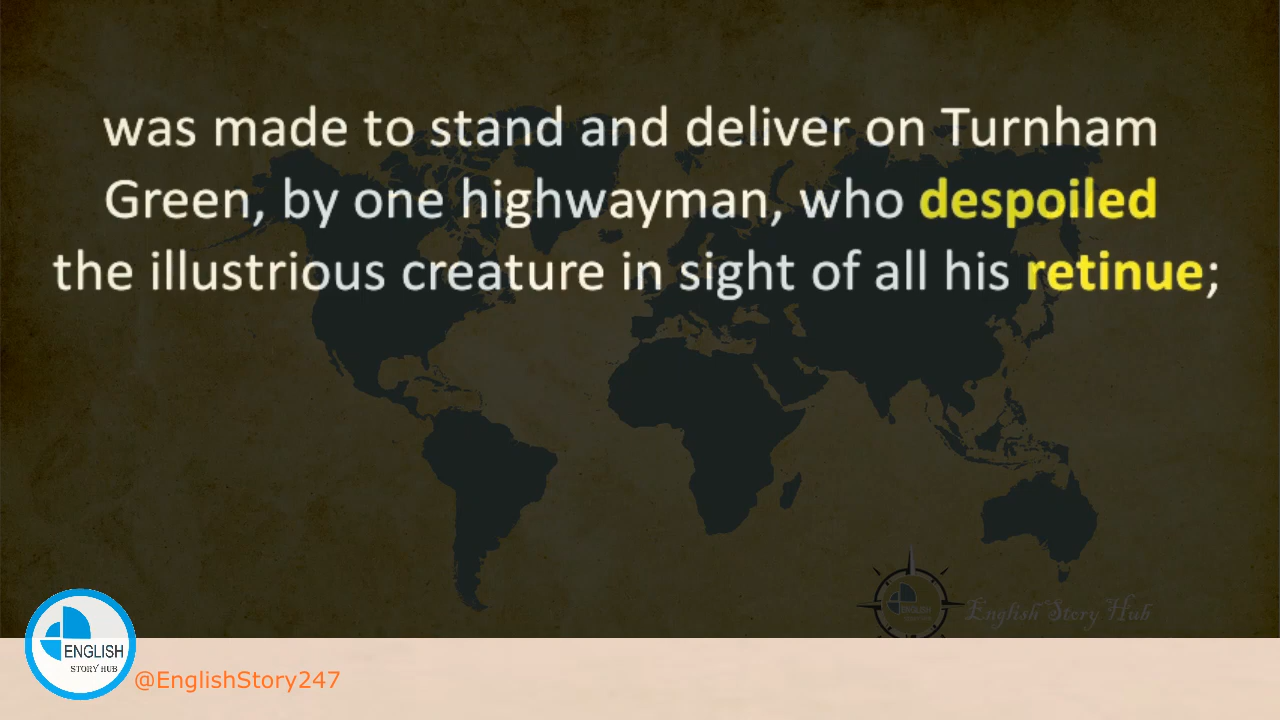 was made to stand and deliver on Turnham
Green, by one highwayman, who despoiled
the illustrious creature in sight of all his retinue;
English Story Hub
ENGLISH
STORY HUB
@EnglishStory247